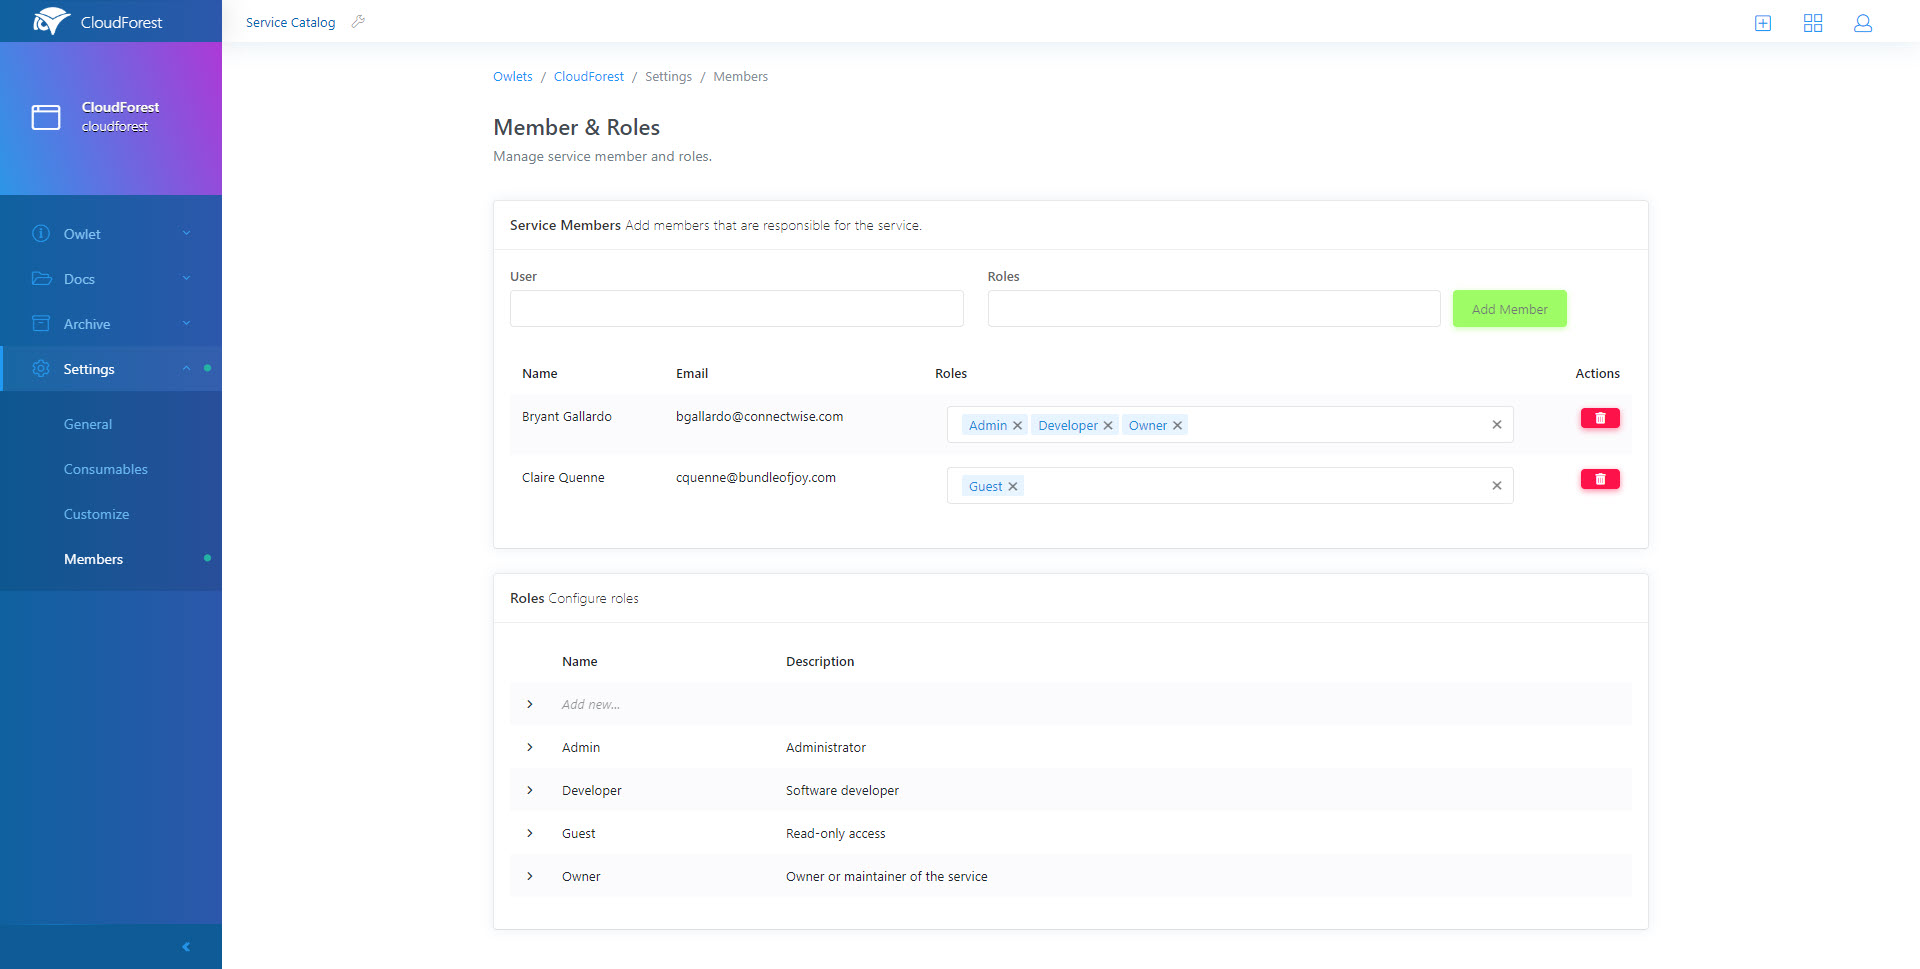 CloudForest
Service Catalog
CloudForest
cloudforest
Owlet
Docs
Archive
Settings
General
Consumables
Customize
Members
Owlets / CloudForest / Settings / Members
Member & Roles
Manage service member and roles.
Service Members Add members that are responsible for the service.
User Roles
Add Member
Name Email Roles Actions
Bryant Gallardo bgallardo@connectwise.com Admin Developer Owner
Claire Quenne cquenne@bundleofjoy.com Guest
Roles Configure roles
Name Description
Add new...
Admin Administrator
Developer Software developer
Guest Read-only access
Owner Owner or maintainer of the service